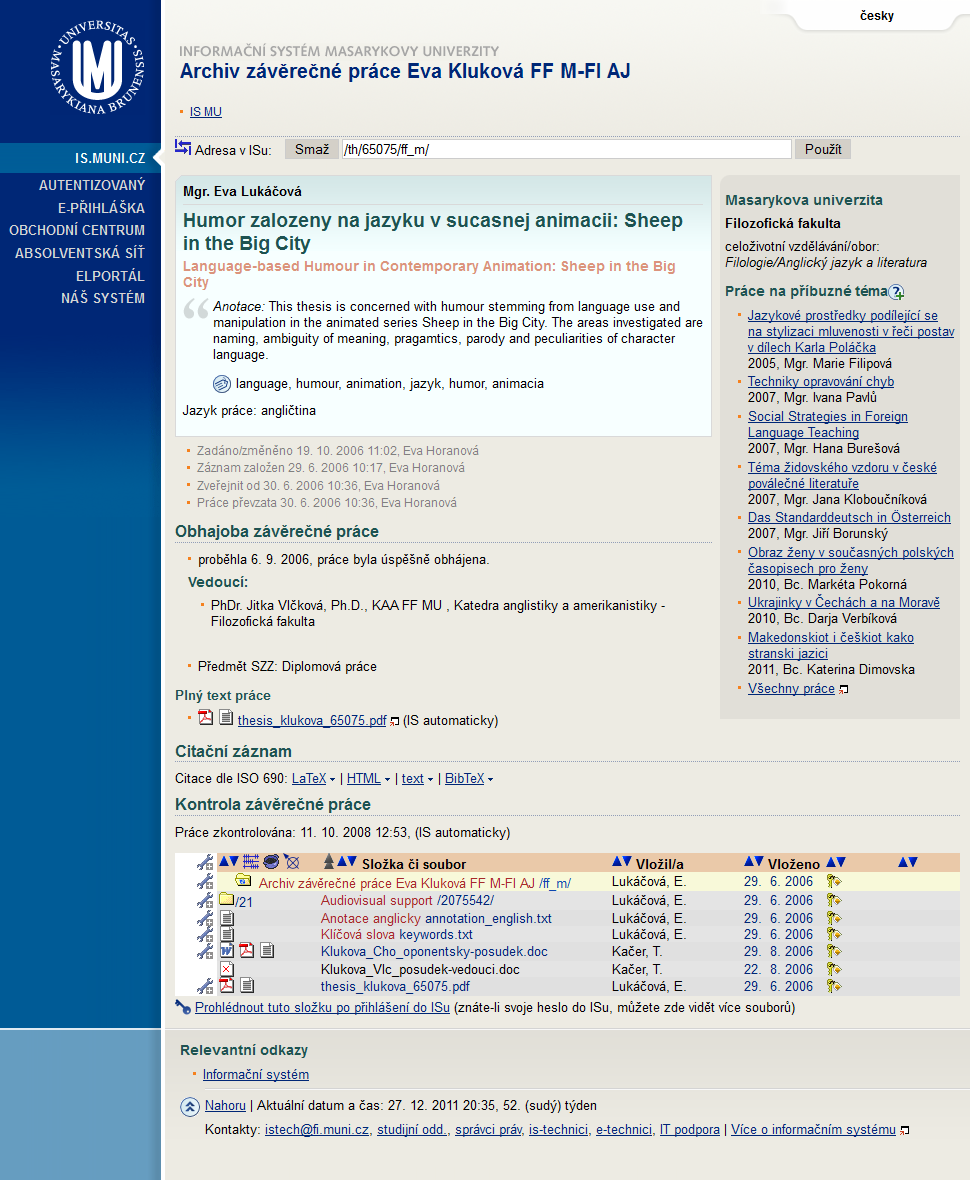 česky
UNIVERSITAS MASARYKIANA BRUNENSIS
INFORMAČNÍ SYSTÉM MASARYKOVY UNIVERZITY
Archiv závěrečné práce Eva Kluková FF M-FI AJ
IS MU
IS.MUNI.CZ
AUTENTIZOVANÝ
E-PŘIHLÁŠKA
OBCHODNÍ CENTRUM
ABSOLVENTSKÁ SÍŤ
ELPORTÁL
NÁŠ SYSTÉM
Adresa v ISu: Smaž /th/65075/ff_m/ Použít
Mgr. Eva Lukáčová
Humor zalozeny na jazyku v sucasnej animacii: Sheep
in the Big City
Language-based Humour in Contemporary Animation: Sheep in the Big
City
Anotace: This thesis is concerned with humour stemming from language use and
manipulation in the animated series Sheep in the Big City. The areas investigated are
naming, ambiguity of meaning, pragamtics, parody and peculiarities of character
language.
language, humour, animation, jazyk, humor, animacia
Jazyk práce: angličtina
Zadáno/změněno 19. 10. 2006 11:02, Eva Horanová
Záznam založen 29. 6. 2006 10:17, Eva Horanová
Zveřejnit od 30. 6. 2006 10:36, Eva Horanová
Práce převzata 30. 6. 2006 10:36, Eva Horanová
Obhajoba závěrečné práce
proběhla 6. 9. 2006, práce byla úspěšně obhájena.
Vedoucí:
PhDr. Jitka Vlčková, Ph.D., KAA FF MU , Katedra anglistiky a amerikanistiky -
Filozofická fakulta
Předmět SZZ: Diplomová práce
Plný text práce
thesis_klukova_65075.pdf (IS automaticky)
Masarykova univerzita
Filozofická fakulta
celoživotní vzdělávání/obor:
Filologie/Anglický jazyk a literatura
Práce na příbuzné téma
Jazykové prostředky podílející se
na stylizaci mluvenosti v řeči postav
v dílech Karla Poláčka
2005, Mgr. Marie Filipová
Techniky opravování chyb
2007, Mgr. Ivana Pavlů
Social Strategies in Foreign
Language Teaching
2007, Mgr. Hana Burešová
Téma židovského vzdoru v české
poválečné literatuře
2007, Mgr. Jana Kloboučníková
Das Standarddeutsch in Österreich
2007, Mgr. Jiří Borunský
Obraz ženy v současných polských
časopisech pro ženy
2010, Bc. Markéta Pokorná
Ukrajinky v Čechách a na Moravě
2010, Bc. Darja Verbíková
Makedonskiot i češkiot kako
stranski jazici
2011, Bc. Katerina Dimovska
Všechny práce
Citační záznam
Citace dle ISO 690: LaTeX | HTML | text | BibTeX
Kontrola závěrečné práce
Práce zkontrolována: 11. 10. 2008 12:53, (IS automaticky)
Složka či soubor Vložil/a Vloženo
Archiv závěrečné práce Eva Kluková FF M-FI AJ /ff_m/ Lukáčová, E. 29. 6. 2006
/21 Audiovisual support /2075542/ Lukáčová, E. 29. 6. 2006
Anotace anglicky annotation_english.txt Lukáčová, E. 29. 6. 2006
Klíčová slova keywords.txt Lukáčová, E. 29. 6. 2006
Klukova_Cho_oponentsky-posudek.doc Kačer, T. 29. 8. 2006
Klukova_Vlc_posudek-vedouci.doc Kačer, T. 22. 8. 2006
thesis_klukova_65075.pdf Lukáčová, E. 29. 6. 2006
Prohlédnout tuto složku po přihlášení do ISu (znáte-li svoje heslo do ISu, můžete zde vidět více souborů)
Relevantní odkazy
Informační systém
Nahoru | Aktuální datum a čas: 27. 12. 2011 20:35, 52. (sudý) týden
Kontakty: istech@fi.muni.cz, studijní odd., správci práv, is-technici, e-technici, IT podpora | Více o informačním systému